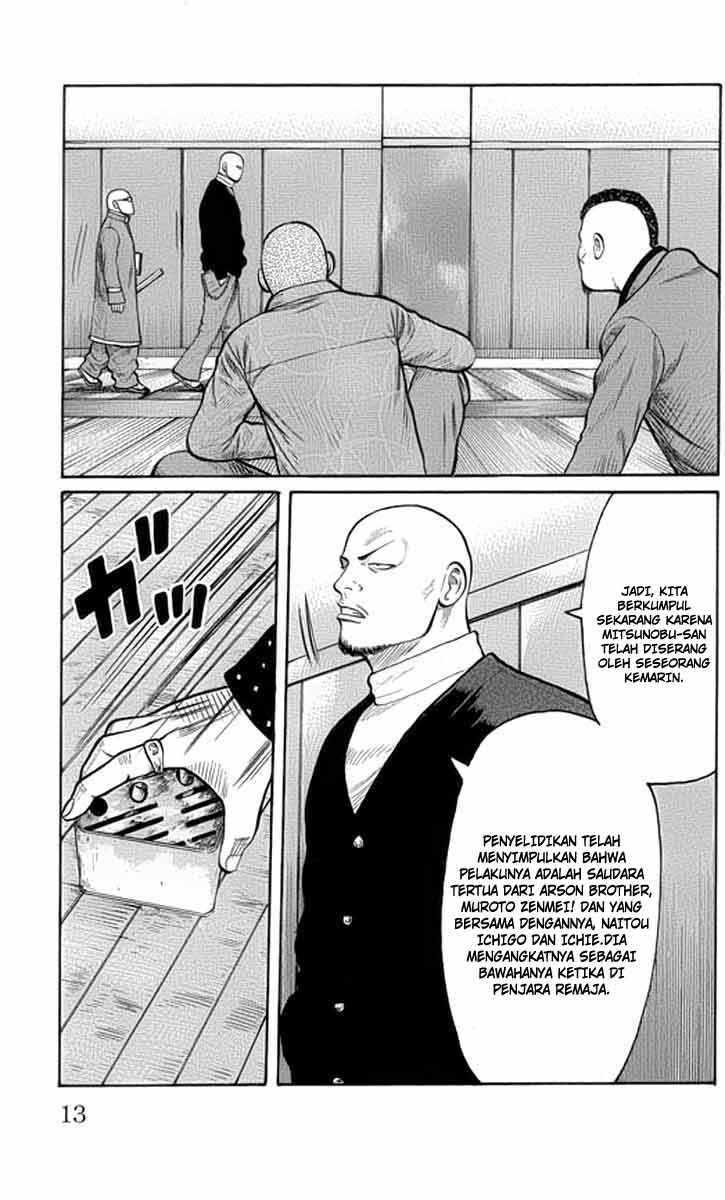 JADI, KITA
BERKUMPUL
SEKARANG KARENA
MITSUNOBU-SAN
TELAH DISERANG
OLEH SESEORANG
KEMARIN.
ガッ
PENYELIDIKAN TELAH
MENYIMPULKAN BAHWA
PELAKUNYA ADALAH SAUDARA
TERTUA DARI ARSON BROTHER,
MUROTO ZENMEI! DAN YANG
BERSAMA DENGANNYA, NAITOU
ICHIGO DAN ICHIE.DIA
MENGANGKATNYA SEBAGAI
BAWAHANYA KETIKA DI
PENJARA REMAJA.
13